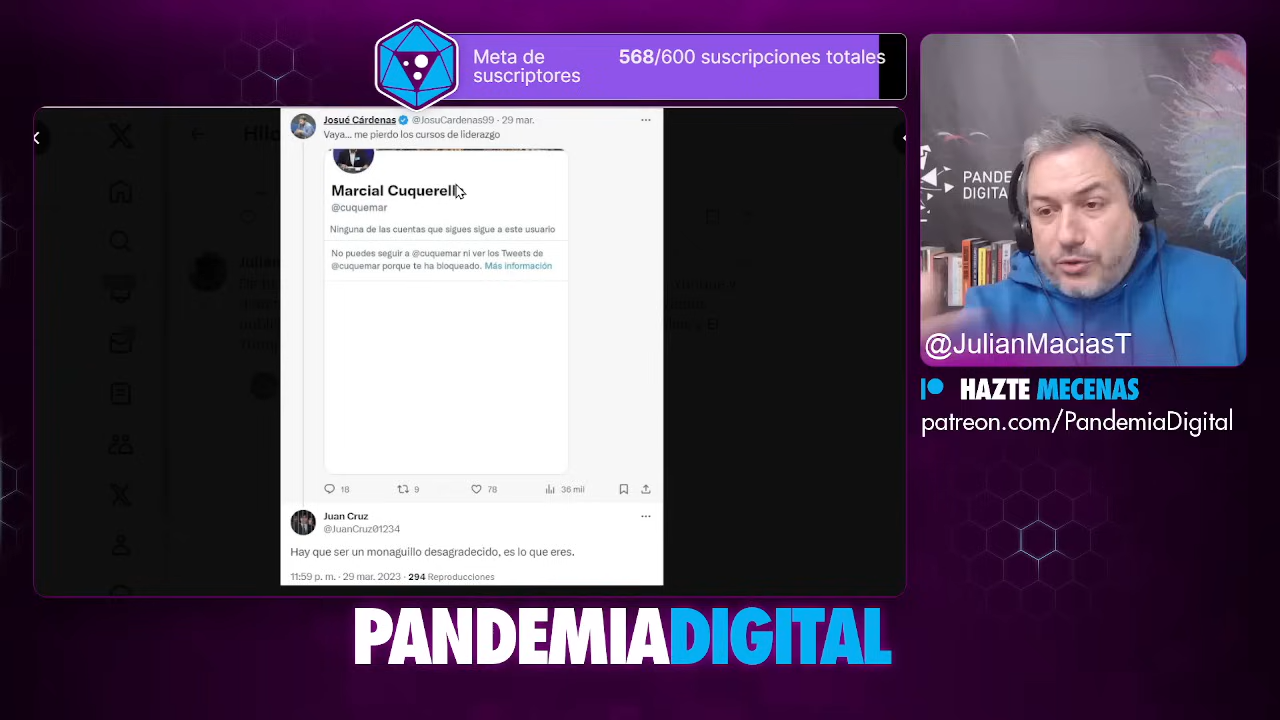 Meta de
suscriptores
568/600 suscripciones totales
Josué Cárdenas @JosuCardenas99 · 29 mar.
Vaya... me pierdo los cursos de liderazgo
Marcial Cuquerell
@cuquemar
Ninguna de las cuentas que sigues sigue a este usuario
No puedes seguir a @cuquemar ni ver los Tweets de
@cuquemar porque te ha bloqueado. Más información
18 9 78 36 mil
Juan Cruz
@JuanCruz01234
Hay que ser un monaguillo desagradecido, es lo que eres.
11:59 p. m. · 29 mar. 2023 · 294 Reproducciones
PANDEM
DIGITAL
@JulianMaciasT
HAZTE MECENAS
patreon.com/PandemiaDigital
PANDEMIADIGITAL